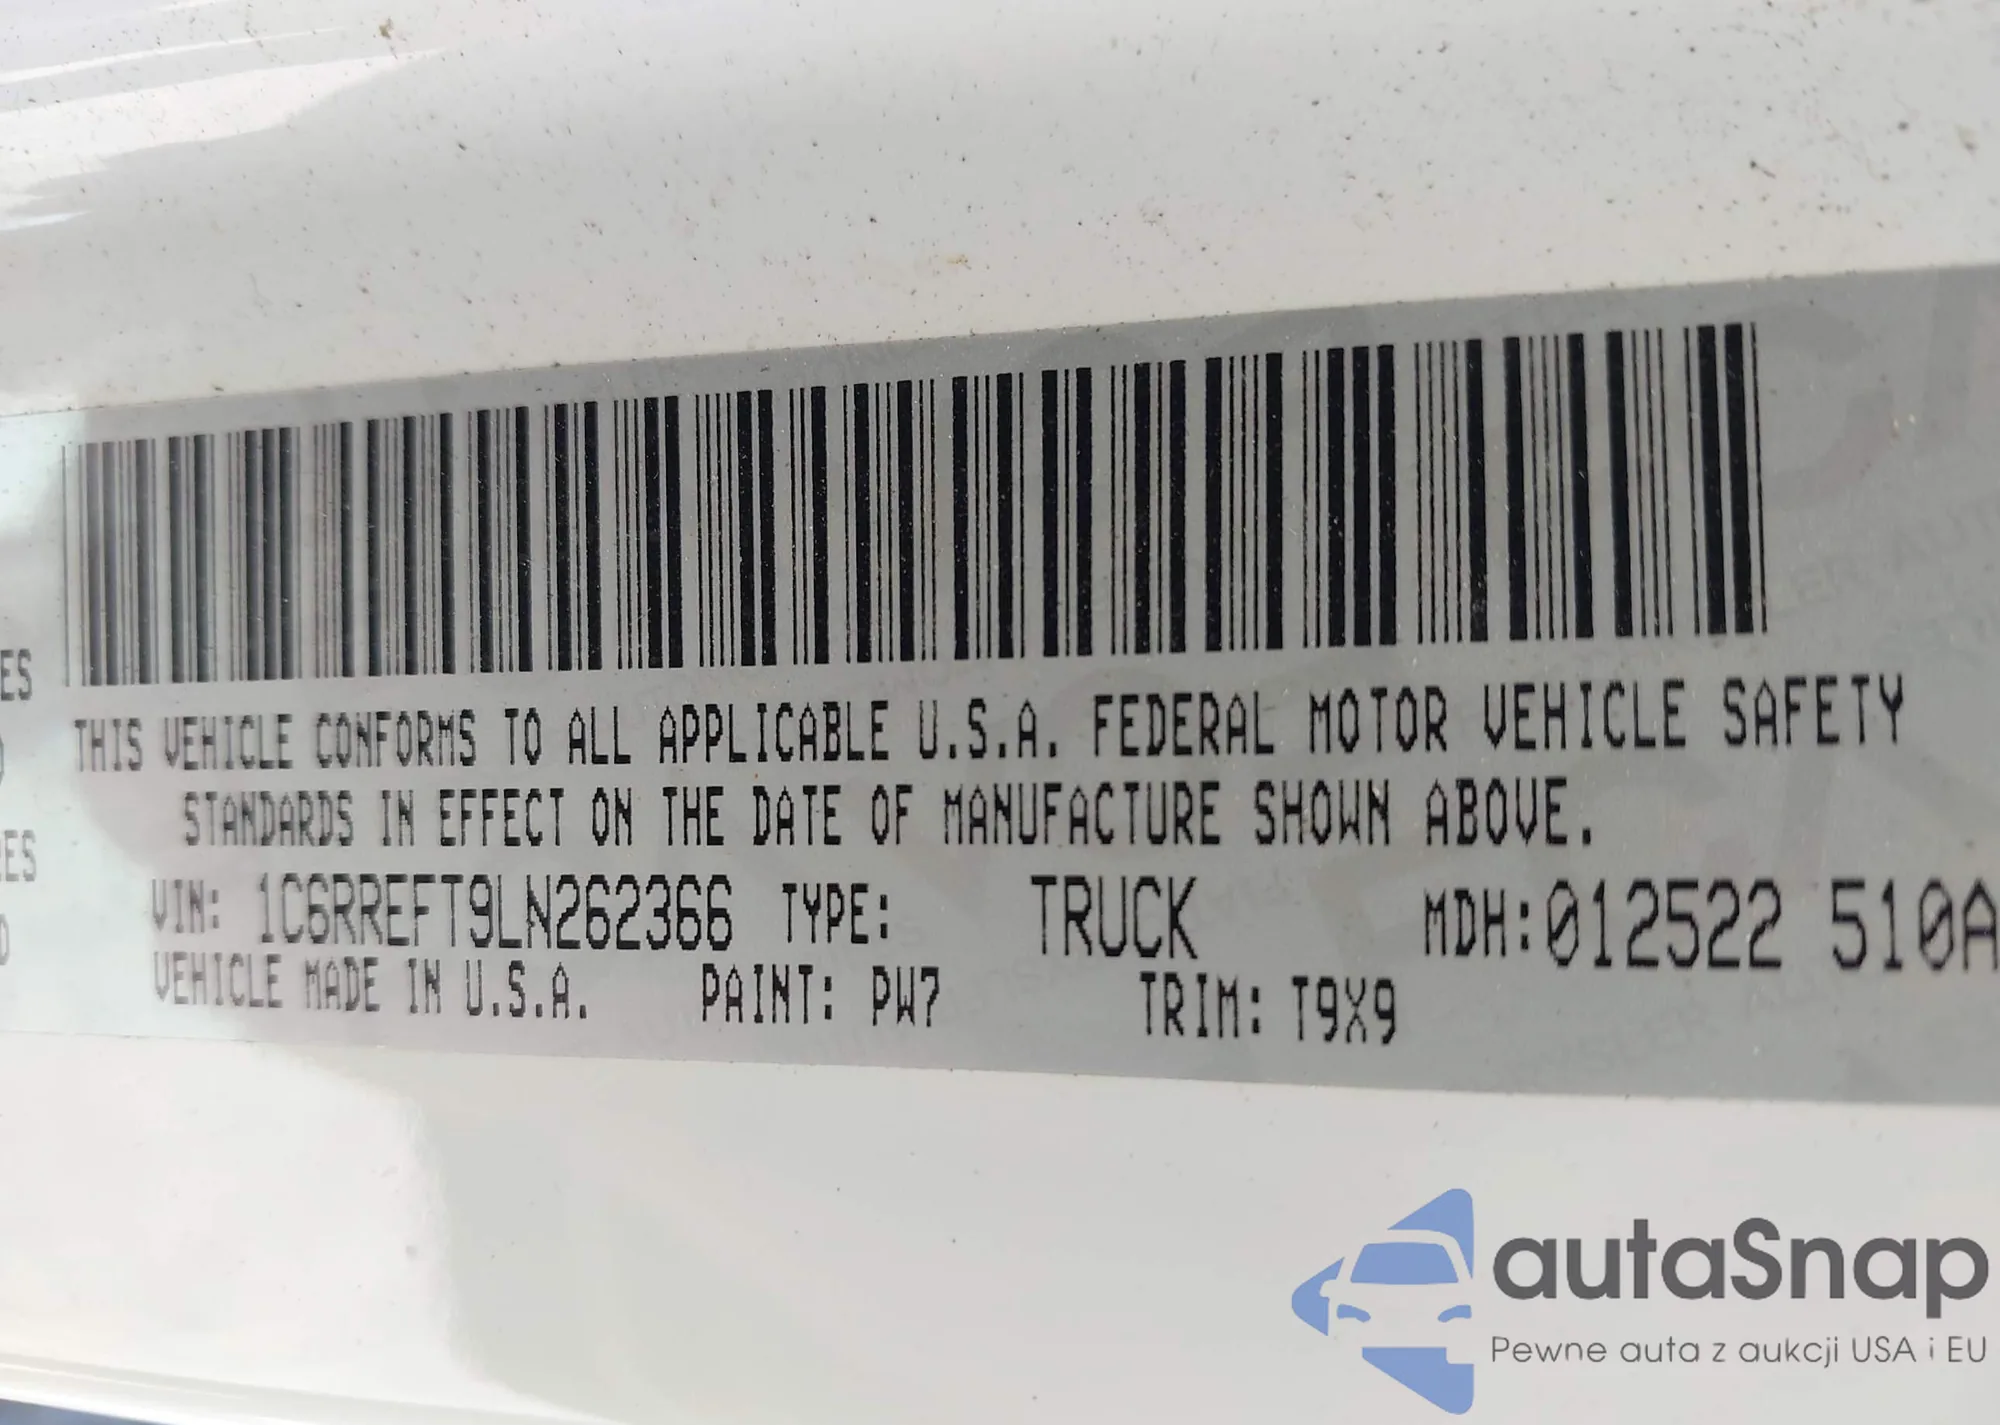 THIS VEHICLE CONFORMS TO ALL APPLICABLE U.S.A. FEDERAL MOTOR VEHICLE SAFETY
STANDARDS IN EFFECT ON THE DATE OF MANUFACTURE SHOWN ABOVE.
VIN: 1C6RREFT9LN262366 TYPE: TRUCK MDH:012522 510A
VEHICLE MADE IN U.S.A. PAINT: PW7 TRIM: T9X9
ES
RES
autaSnap
Pewne auta z aukcji USA i EU